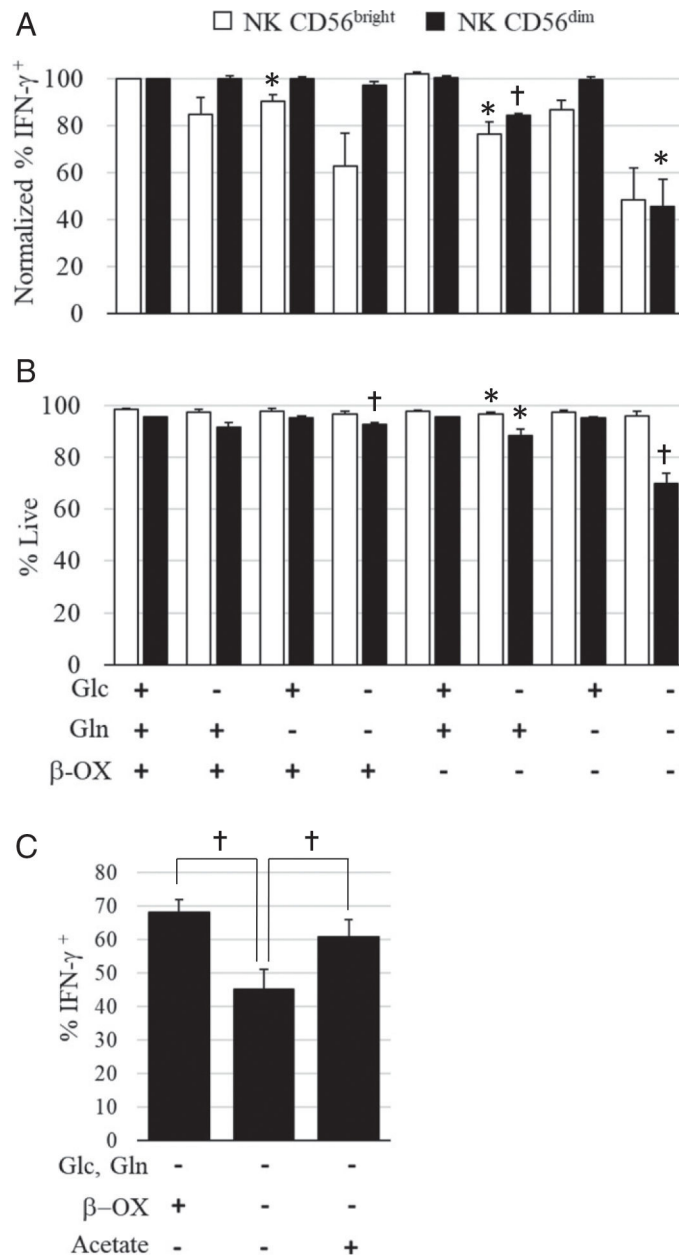 A
NK CD56bright NK CD56dim
Normalized % IFN-γ+
100
80
60
40
20
0
* * † *
B
% Live
100
80
60
40
20
0
† * * †
Glc + - + - + - + -
Gln + + - - + + - -
β-OX + + + + - - - -
C
% IFN-γ+
80
70
60
50
40
30
20
10
0
† †
Glc, Gln - - -
β-OX + - -
Acetate - - +